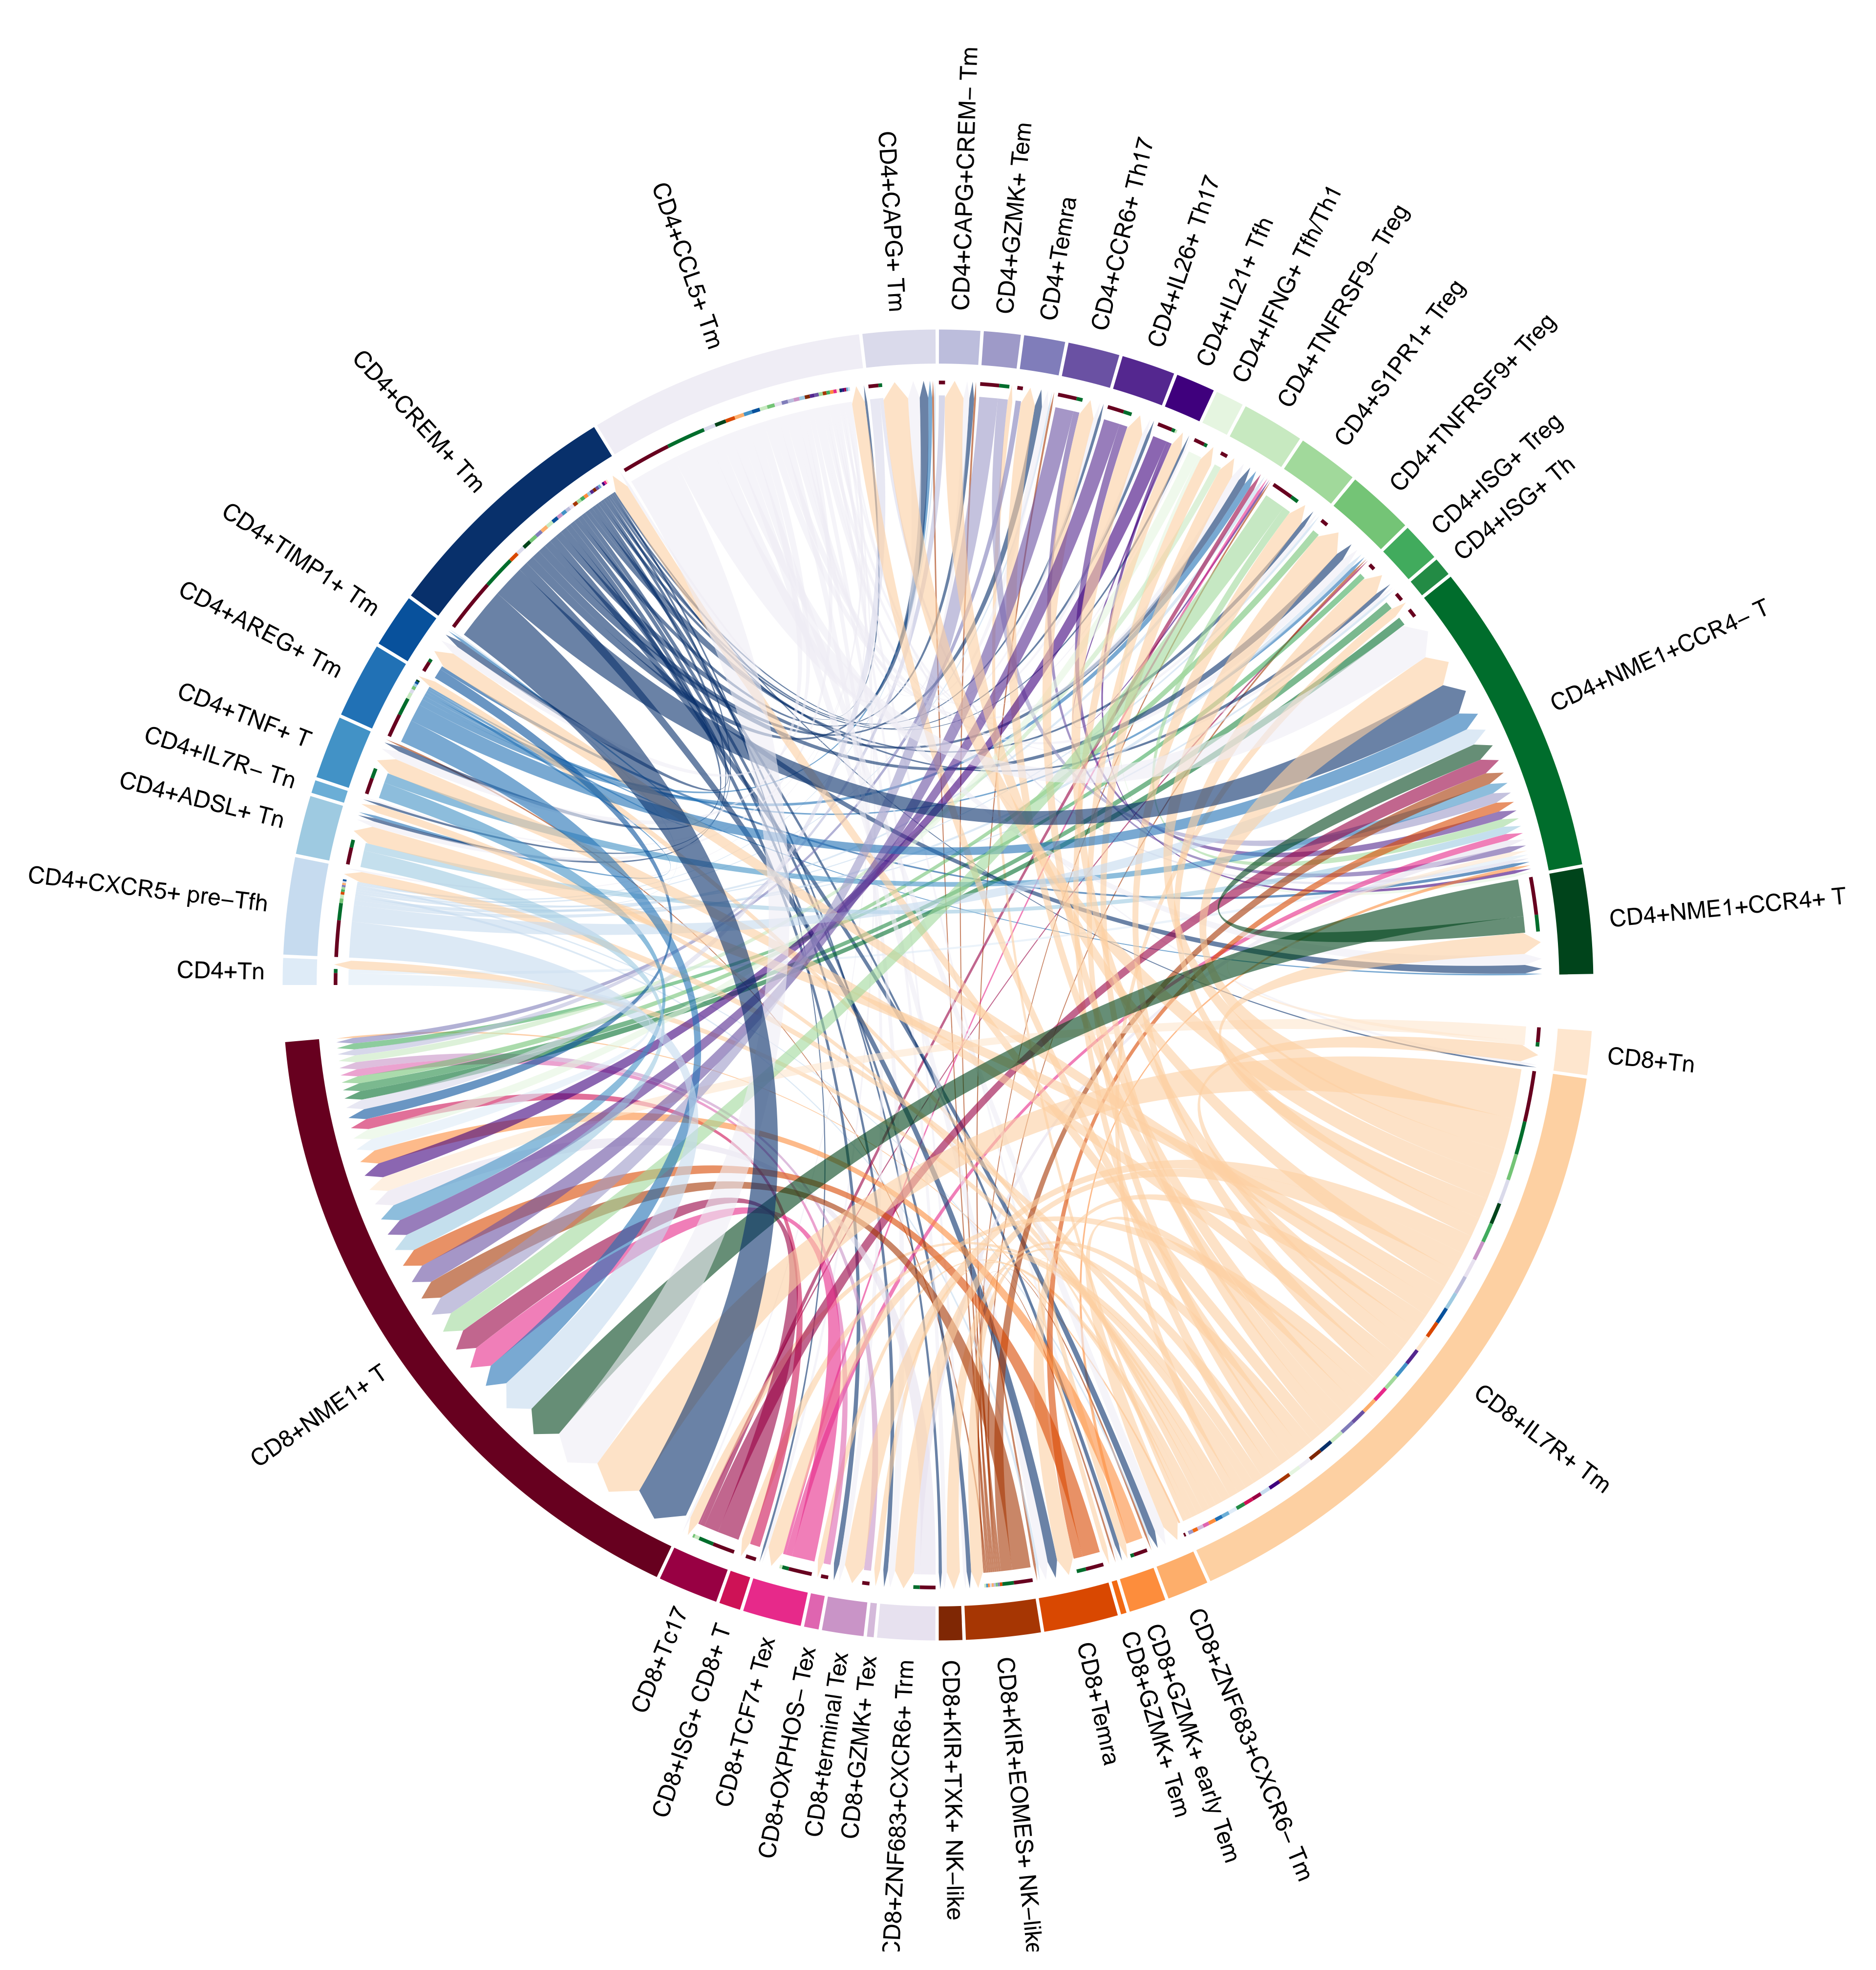 CD4+CAPG+CREM– Tm
CD4+GZMK+ Tem
CD4+Temra
CD4+CCR6+ Th17
CD4+IL26+ Th17
CD4+IL21+ Tfh
CD4+IFNG+ Tfh/Th1
CD4+TNFRSF9– Treg
CD4+S1PR1+ Treg
CD4+TNFRSF9+ Treg
CD4+ISG+ Treg
CD4+ISG+ Th
CD4+NME1+CCR4– T
CD4+NME1+CCR4+ T
CD8+Tn
CD8+IL7R+ Tm
CD8+ZNF683+CXCR6– Tm
CD8+GZMK+ early Tem
CD8+GZMK+ Tem
CD8+Temra
CD8+KIR+EOMES+ NK–like
CD8+KIR+TXK+ NK–like
CD8+ZNF683+CXCR6+ Trm
CD8+GZMK+ Tex
CD8+terminal Tex
CD8+OXPHOS– Tex
CD8+TCF7+ Tex
CD8+ISG+ CD8+ T
CD8+Tc17
CD8+NME1+ T
CD4+Tn
CD4+CXCR5+ pre–Tfh
CD4+ADSL+ Tn
CD4+IL7R– Tn
CD4+TNF+ T
CD4+AREG+ Tm
CD4+TIMP1+ Tm
CD4+CREM+ Tm
CD4+CCL5+ Tm
CD4+CAPG+ Tm